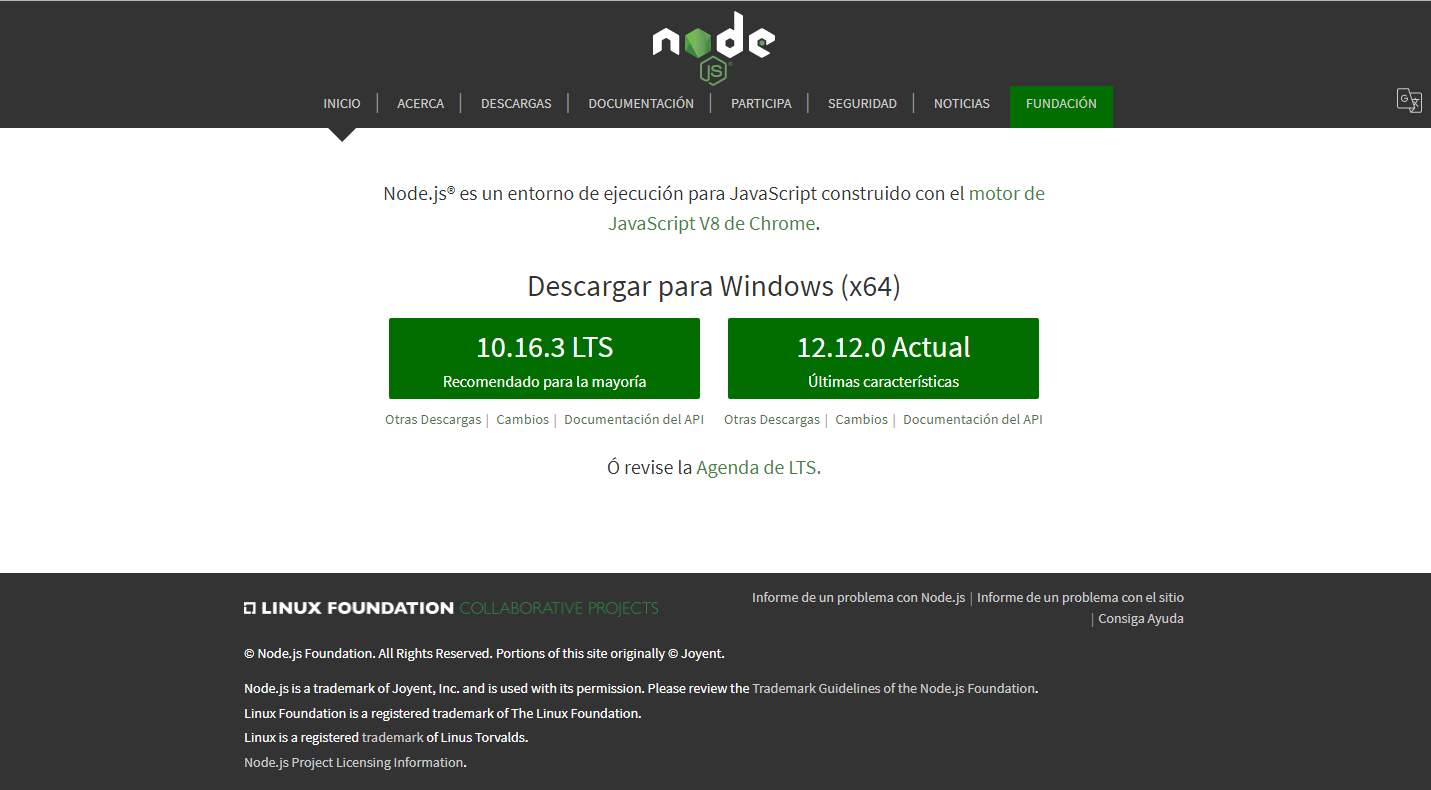 node
JS
INICIO | ACERCA | DESCARGAS | DOCUMENTACIÓN | PARTICIPA | SEGURIDAD | NOTICIAS FUNDACIÓN
Node.js® es un entorno de ejecución para JavaScript construido con el motor de
JavaScript V8 de Chrome.
Descargar para Windows (x64)
10.16.3 LTS
Recomendado para la mayoría
12.12.0 Actual
Últimas características
Otras Descargas | Cambios | Documentación del API
Otras Descargas | Cambios | Documentación del API
Ó revise la Agenda de LTS.
LINUX FOUNDATION COLLABORATIVE PROJECTS
Informe de un problema con Node.js | Informe de un problema con el sitio
| Consiga Ayuda
© Node.js Foundation. All Rights Reserved. Portions of this site originally © Joyent.
Node.js is a trademark of Joyent, Inc. and is used with its permission. Please review the Trademark Guidelines of the Node.js Foundation.
Linux Foundation is a registered trademark of The Linux Foundation.
Linux is a registered trademark of Linus Torvalds.
Node.js Project Licensing Information.